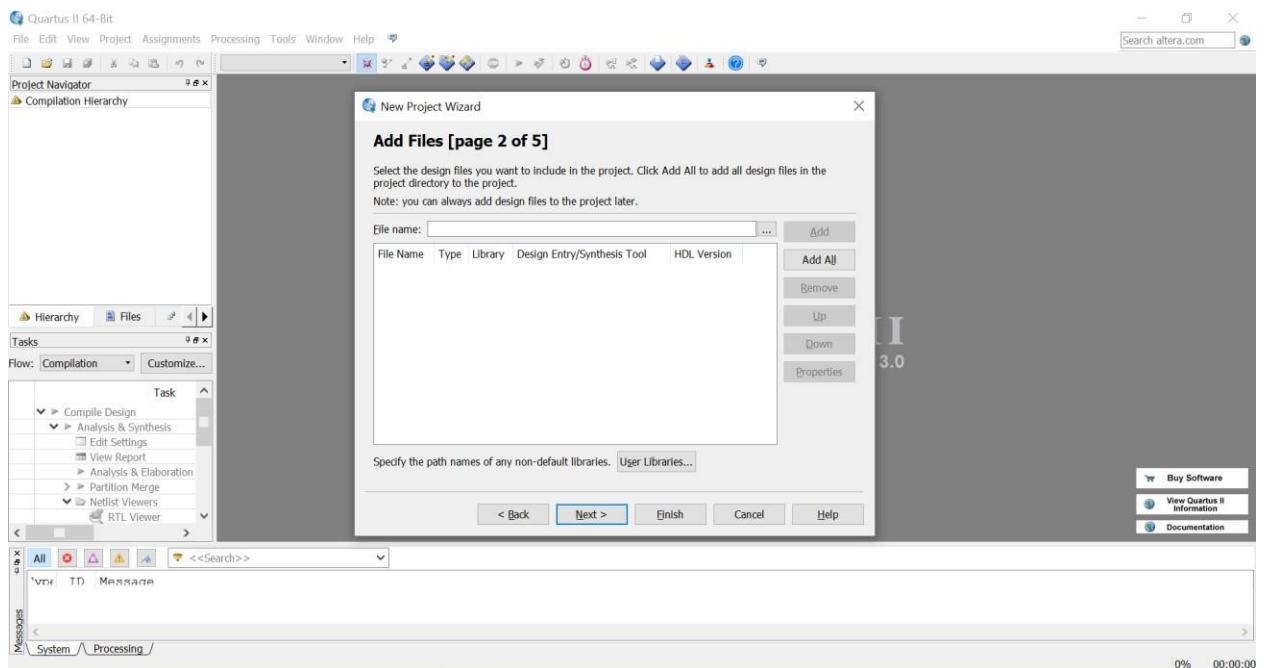 Quartus II 64-Bit
File Edit View Project Assignments Processing Tools Window Help
Search altera.com
Project Navigator
Compilation Hierarchy
Hierarchy Files
Tasks
Flow: Compilation Customize...
Task
Compile Design
Analysis & Synthesis
Edit Settings
View Report
Analysis & Elaboration
Partition Merge
Netlist Viewers
RTL Viewer
New Project Wizard
Add Files [page 2 of 5]
Select the design files you want to include in the project. Click Add All to add all design files in the
project directory to the project.
Note: you can always add design files to the project later.
File name: ... Add
File Name Type Library Design Entry/Synthesis Tool HDL Version
Add All
Remove
Up
Down
Properties
Specify the path names of any non-default libraries. User Libraries...
< Back Next > Finish Cancel Help
II
3.0
Buy Software
View Quartus II
Information
Documentation
All <<Search>>
ID Message
Messages
System Processing
0% 00:00:00